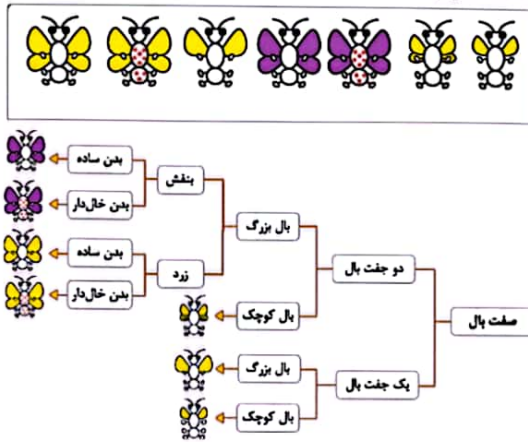 صفت بال
دو جفت بال
بال بزرگ
بنفش
بدن ساده
بدن خال‌دار
زرد
بدن ساده
بدن خال‌دار
بال کوچک
یک جفت بال
بال بزرگ
بال کوچک